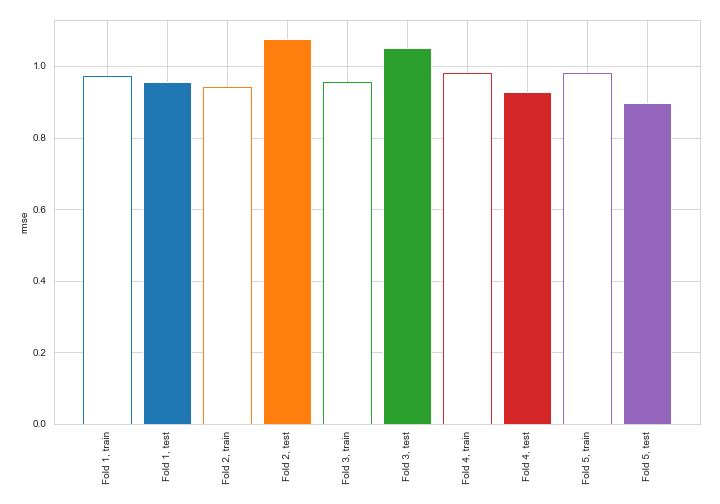 rmse
1.0
0.8
0.6
0.4
0.2
0.0
Fold 1, train
Fold 1, test
Fold 2, train
Fold 2, test
Fold 3, train
Fold 3, test
Fold 4, train
Fold 4, test
Fold 5, train
Fold 5, test